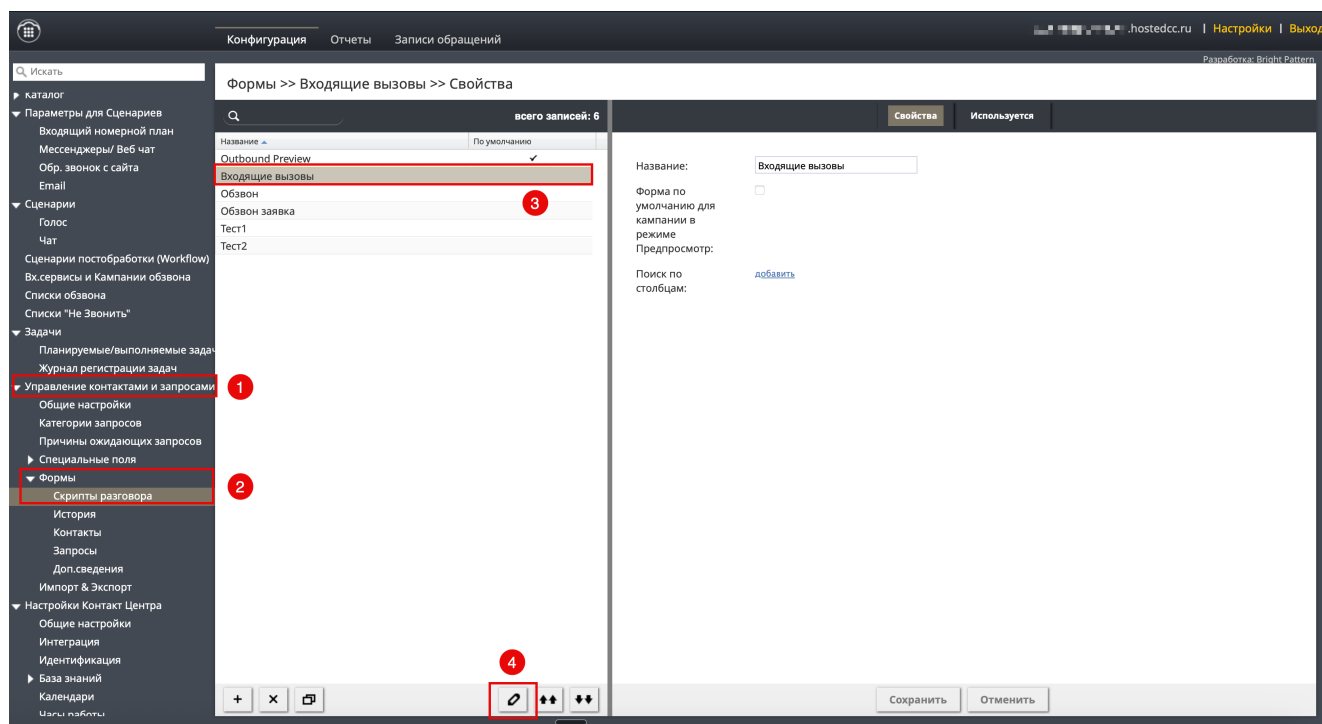 Конфигурация Отчеты Записи обращений
.hostedcc.ru | Настройки | Выход
Разработка: Bright Pattern
Искать
каталог
Параметры для Сценариев
Входящий номерной план
Мессенджеры/ Веб чат
Обр. звонок с сайта
Email
Сценарии
Голос
Чат
Сценарии постобработки (Workflow)
Вх.сервисы и Кампании обзвона
Списки обзвона
Списки "Не Звонить"
Задачи
Планируемые/выполняемые задач
Журнал регистрации задач
Управление контактами и запросами
1
Общие настройки
Категории запросов
Причины ожидающих запросов
Специальные поля
Формы
2
Скрипты разговора
История
Контакты
Запросы
Доп.сведения
Импорт & Экспорт
Настройки Контакт Центра
Общие настройки
Интеграция
Идентификация
База знаний
Календари
Часы работы
Формы >> Входящие вызовы >> Свойства
всего записей: 6
Название По умолчанию
Outbound Preview ✔
Входящие вызовы
Обзвон
3
Обзвон заявка
Тест1
Тест2
4
Свойства Используется
Название: Входящие вызовы
Форма по
умолчанию для
кампании в
режиме
Предпросмотр:
Поиск по
столбцам:
добавить
Сохранить Отменить